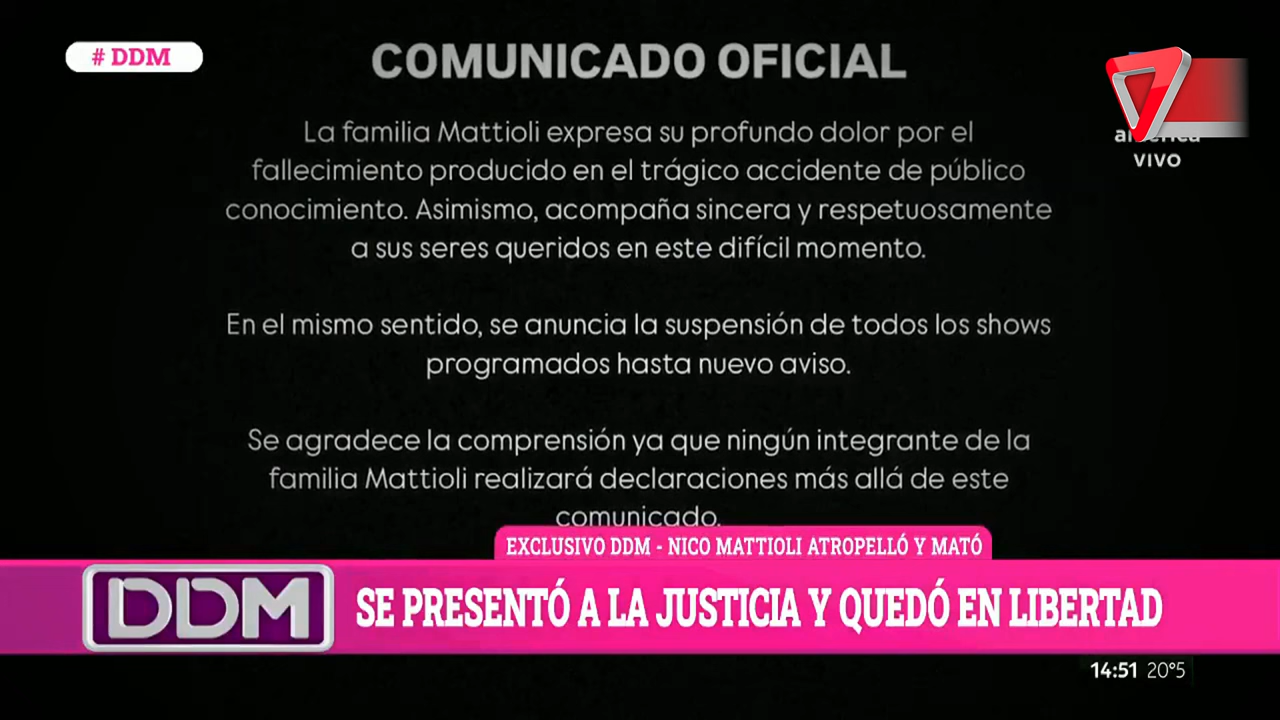 # DDM
COMUNICADO OFICIAL
VIVO
La familia Mattioli expresa su profundo dolor por el
fallecimiento producido en el trágico accidente de público
conocimiento. Asimismo, acompaña sincera y respetuosamente
a sus seres queridos en este difícil momento.
En el mismo sentido, se anuncia la suspensión de todos los shows
programados hasta nuevo aviso.
Se agradece la comprensión ya que ningún integrante de la
familia Mattioli realizará declaraciones más allá de este
comunicado.
EXCLUSIVO DDM - NICO MATTIOLI ATROPELLÓ Y MATÓ
DDM
SE PRESENTÓ A LA JUSTICIA Y QUEDÓ EN LIBERTAD
14:51 20°5